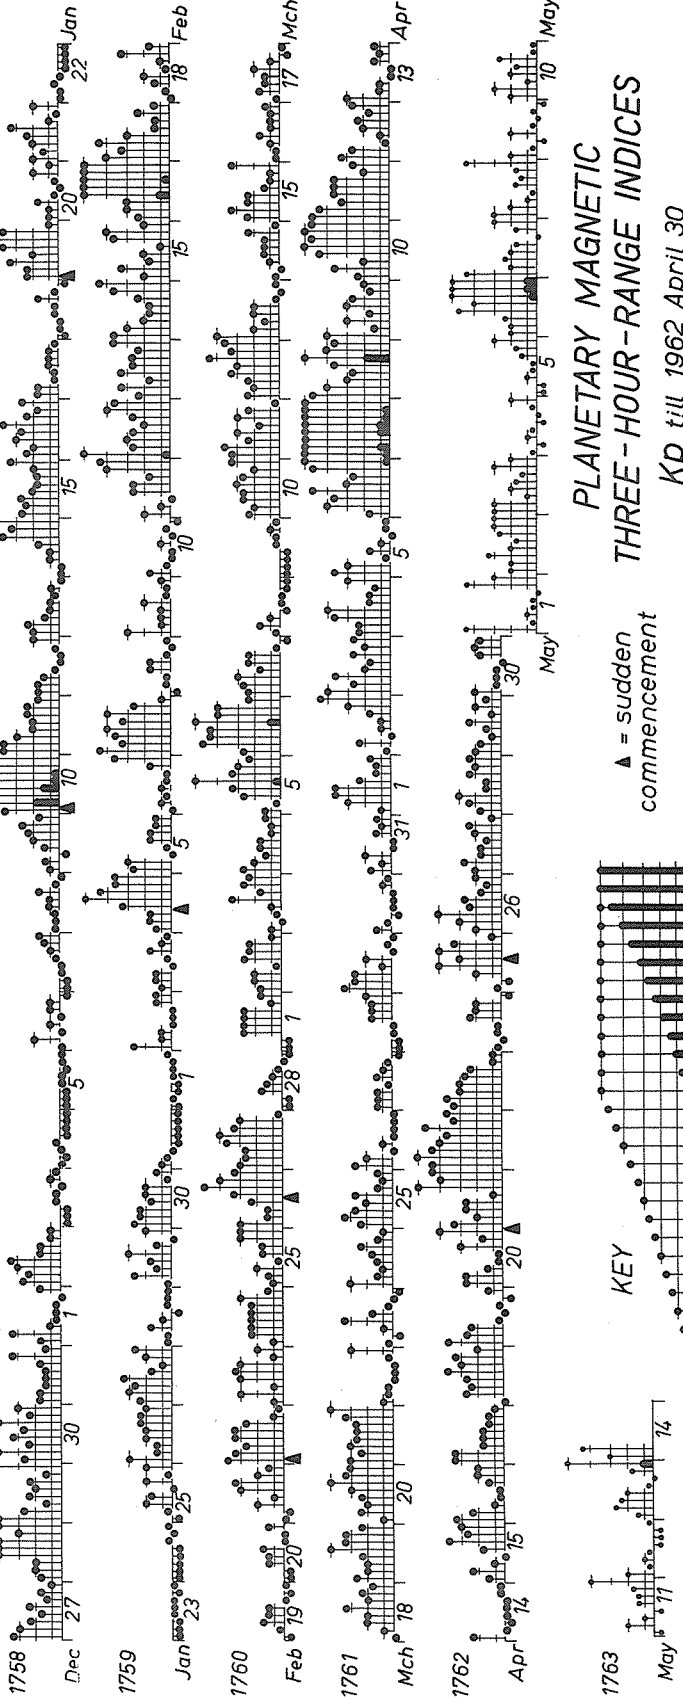 1758
Dec 27 30 1 5 10 15 20 22 Jan
1759
Jan 23 25 30 1 5 10 15 18 Feb
1760
Feb 19 20 25 28 1 5 10 15 17 Mch
1761
Mch 18 20 25 31 1 5 10 13 Apr
1762
Apr 14 15 20 26 30
May 1 5 10 May
1763
May 11 14
KEY
▲ = sudden
commencement
PLANETARY MAGNETIC
THREE-HOUR-RANGE INDICES
Kp till 1962 April 30